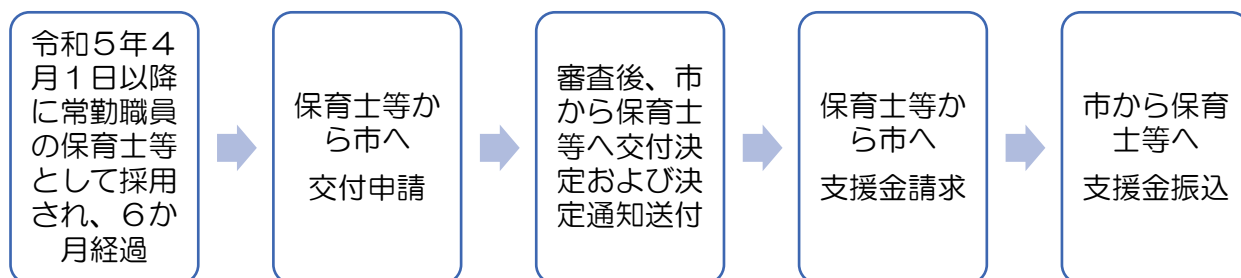 令和５年４
月１日以降
に常勤職員
の保育士等
として採用
され、６か
月経過
保育士等か
ら市へ
交付申請
審査後、市
から保育士
等へ交付決
定および決
定通知送付
保育士等か
ら市へ
支援金請求
市から保育
士等へ
支援金振込